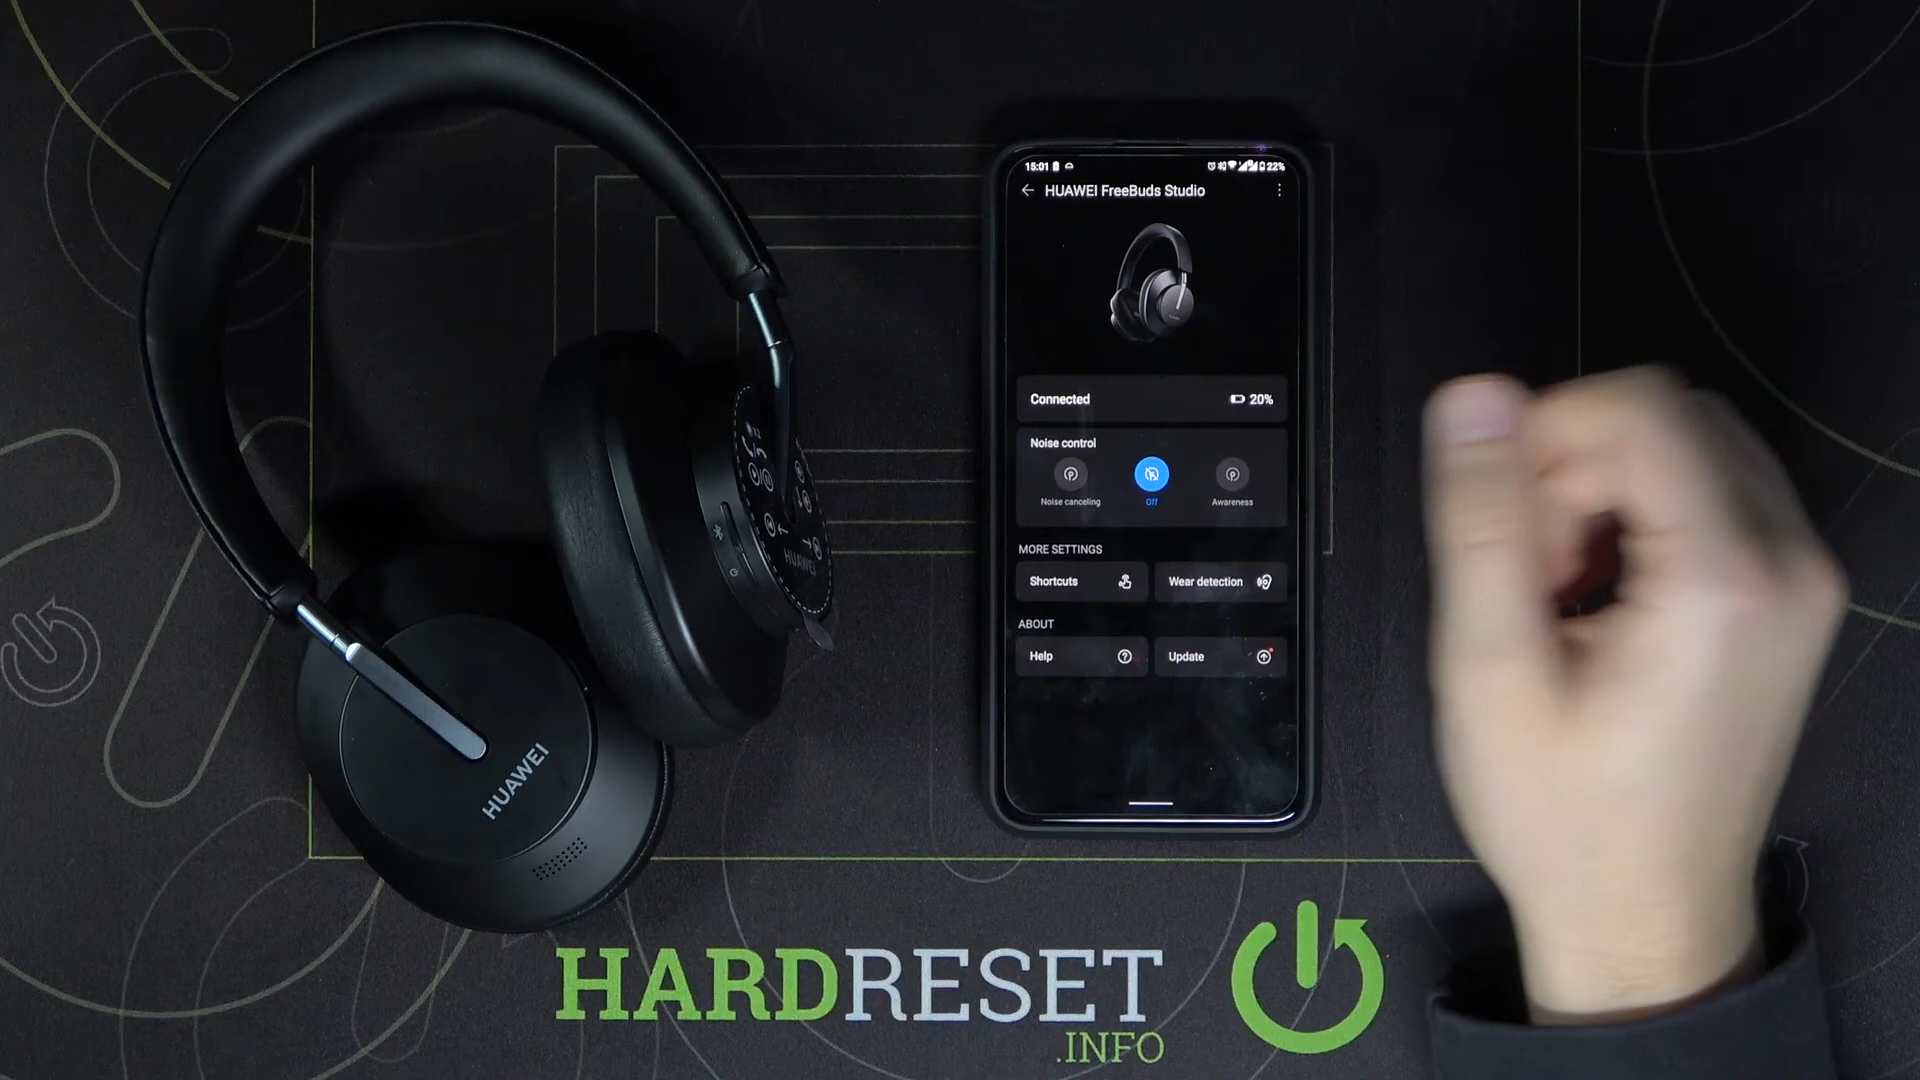 15:01
22%
HUAWEI FreeBuds Studio
Connected
20%
Noise control
Noise canceling
Off
Awareness
MORE SETTINGS
Shortcuts
Wear detection
ABOUT
Help
Update
HUAWEI
HUAWEI
HARDRESET
.INFO